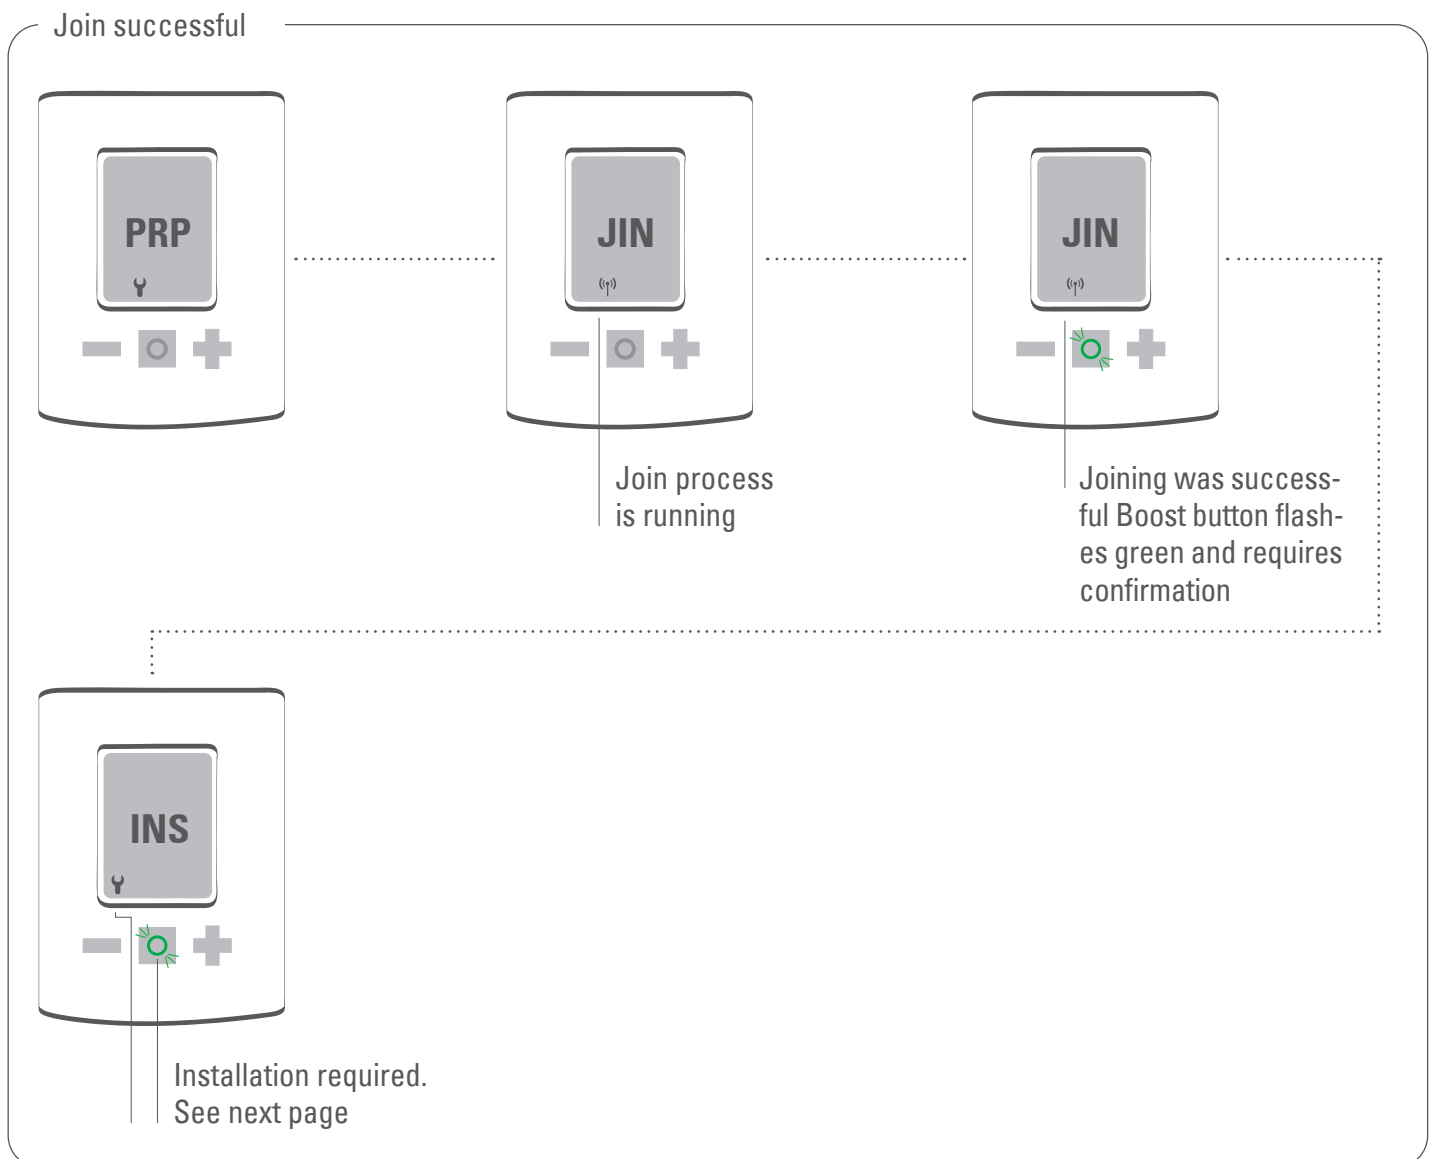 Join successful
PRP
JIN
JIN
Join process
is running
Joining was success-
ful Boost button flash-
es green and requires
confirmation
INS
Installation required.
See next page